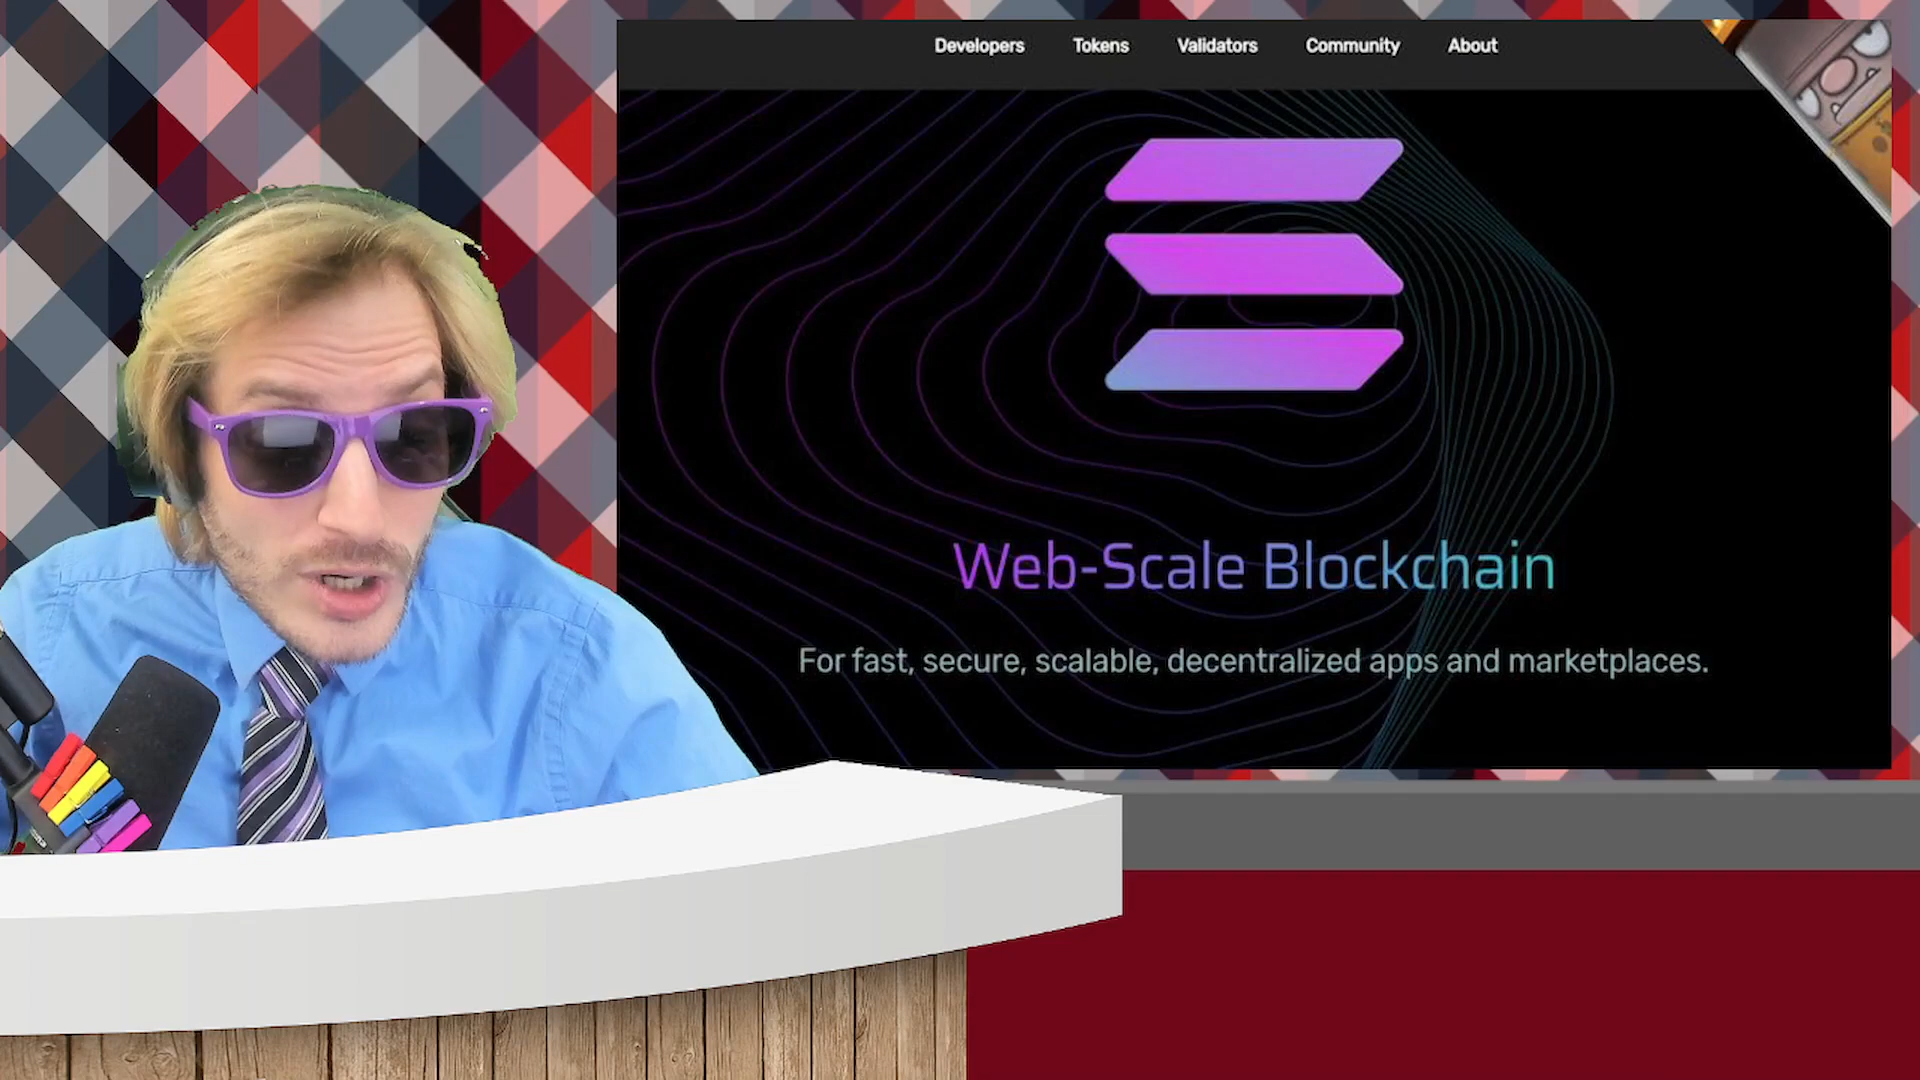 Developers Tokens Validators Community About
Web-Scale Blockchain
For fast, secure, scalable, decentralized apps and marketplaces.